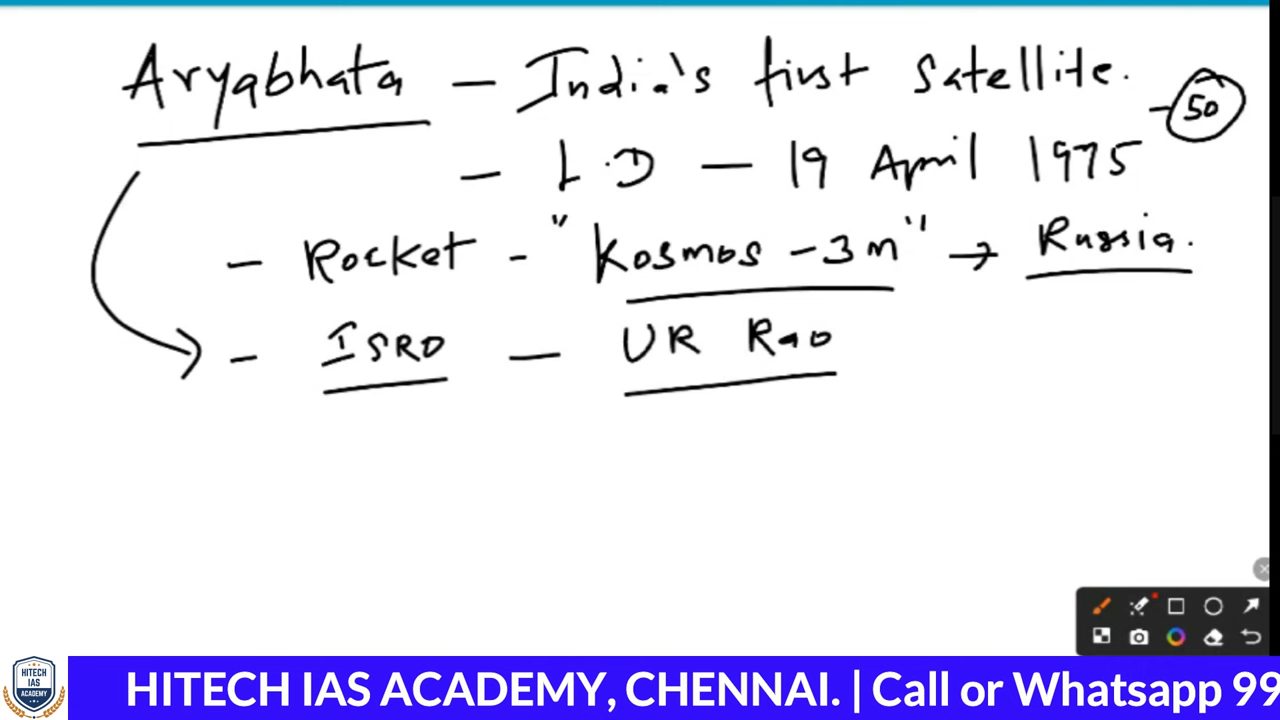 Aryabhata - India's first Satellite.
- L.D - 19 April 1975 - 50
- Rocket - "Kosmos - 3M" → Russia.
- ISRO - UR Rao
HITECH IAS ACADEMY
HITECH IAS ACADEMY, CHENNAI. | Call or Whatsapp 99